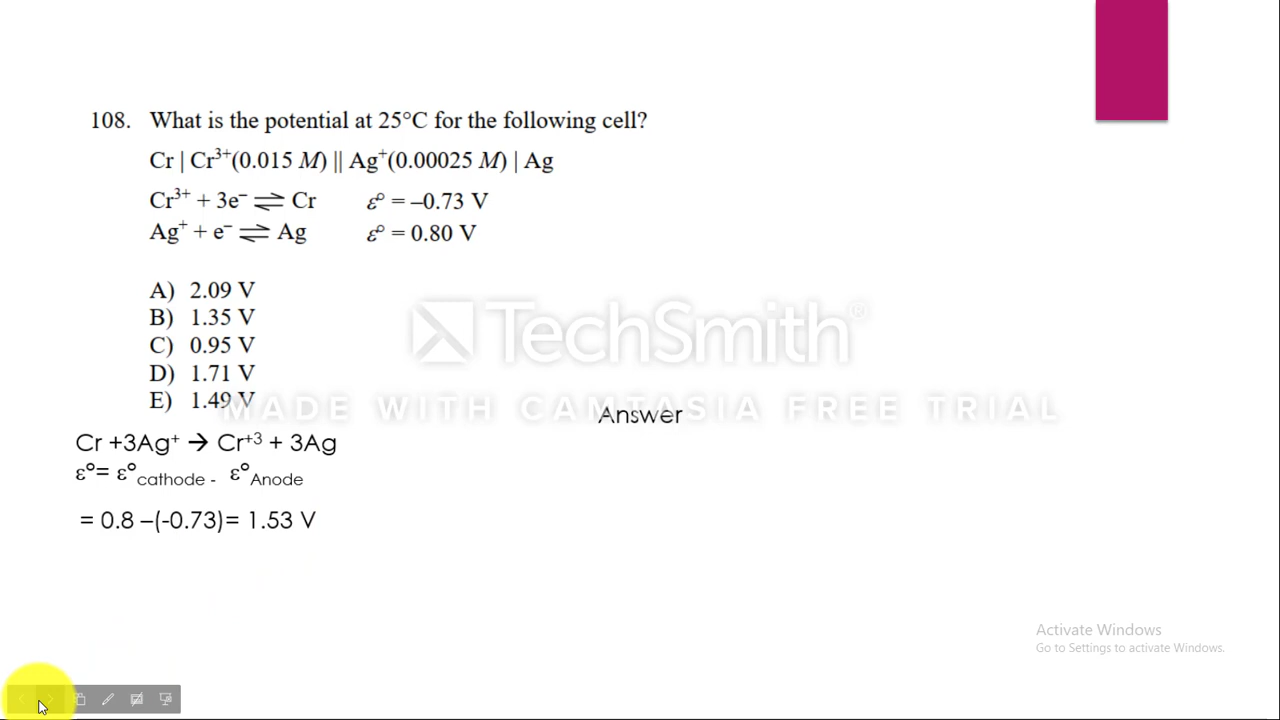 108. What is the potential at 25°C for the following cell?
Cr | Cr³⁺(0.015 M) || Ag⁺(0.00025 M) | Ag
Cr³⁺ + 3e⁻ ⇌ Cr ε° = –0.73 V
Ag⁺ + e⁻ ⇌ Ag ε° = 0.80 V
A) 2.09 V
B) 1.35 V
C) 0.95 V
D) 1.71 V
E) 1.49 V
TechSmith®
MADE WITH CAMTASIA FREE TRIAL
Answer
Cr +3Ag⁺ → Cr⁺³ + 3Ag
ε°= ε°cathode - ε°Anode
= 0.8 –(-0.73)= 1.53 V
Activate Windows
Go to Settings to activate Windows.